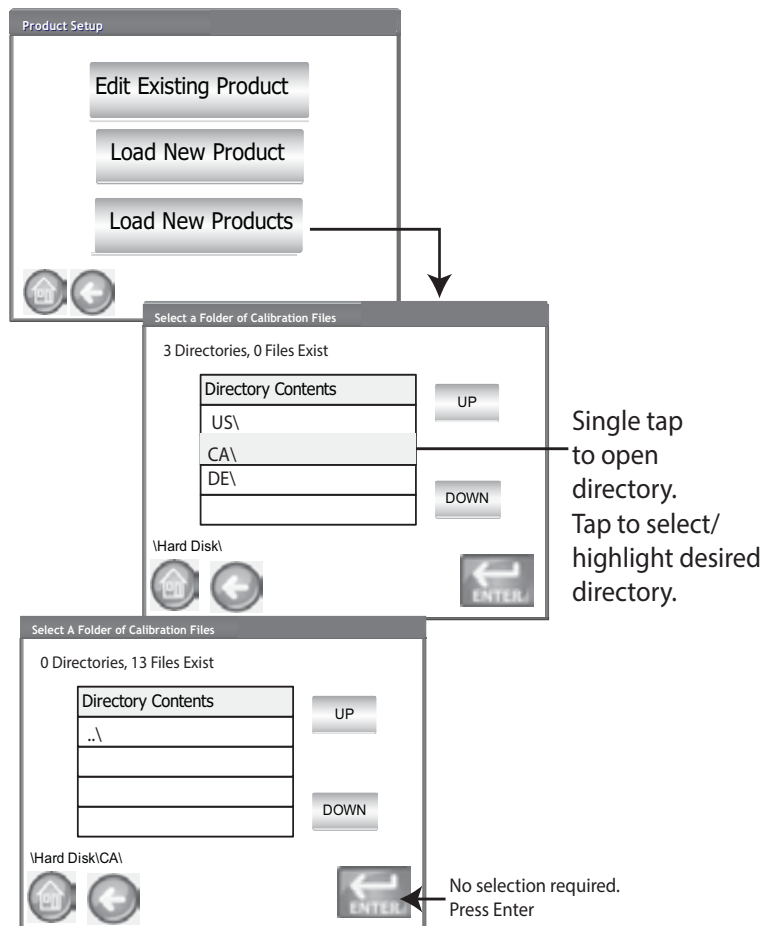 Product Setup
Edit Existing Product
Load New Product
Load New Products
Select a Folder of Calibration Files
3 Directories, 0 Files Exist
Directory Contents
US\
CA\
DE\
UP
DOWN
\Hard Disk\
ENTER
Single tap
to open
directory.
Tap to select/
highlight desired
directory.
Select A Folder of Calibration Files
0 Directories, 13 Files Exist
Directory Contents
..\
UP
DOWN
\Hard Disk\CA\
ENTER
No selection required.
Press Enter